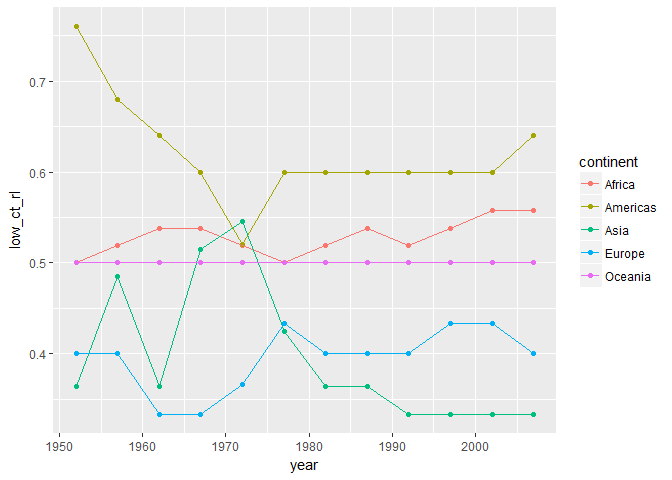 0.7
0.6
0.5
0.4
low_ct_rl
1950 1960 1970 1980 1990 2000
year
continent
Africa
Americas
Asia
Europe
Oceania